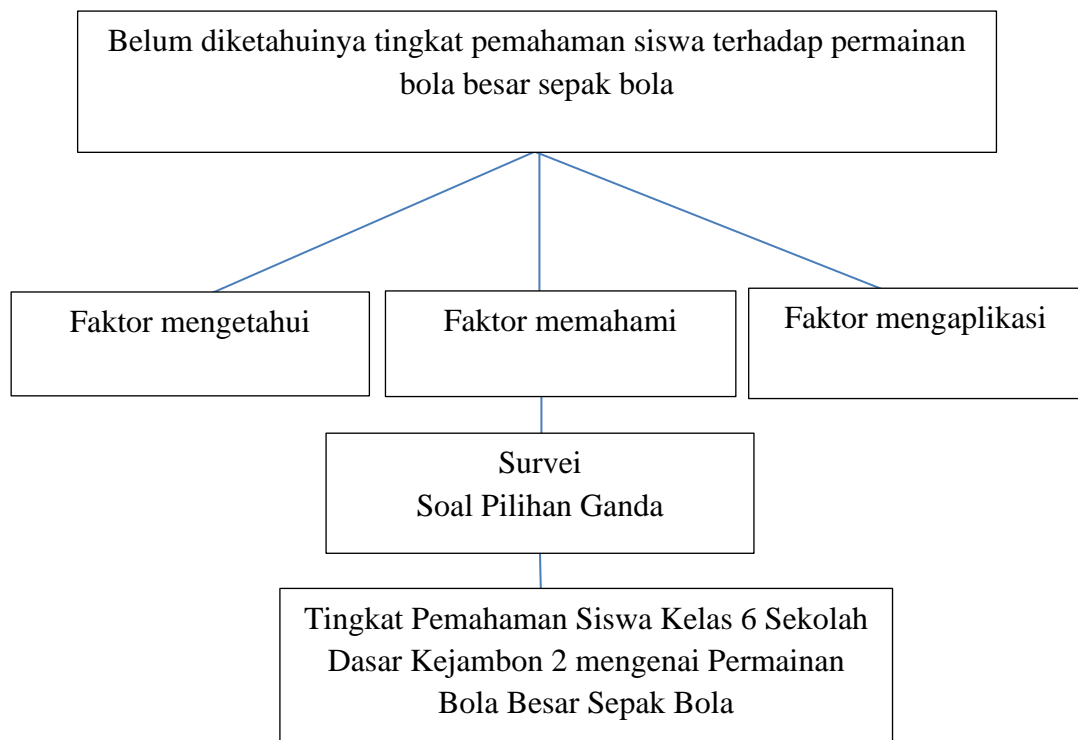 Belum diketahuinya tingkat pemahaman siswa terhadap permainan
bola besar sepak bola
Faktor mengetahui
Faktor memahami
Faktor mengaplikasi
Survei
Soal Pilihan Ganda
Tingkat Pemahaman Siswa Kelas 6 Sekolah
Dasar Kejambon 2 mengenai Permainan
Bola Besar Sepak Bola